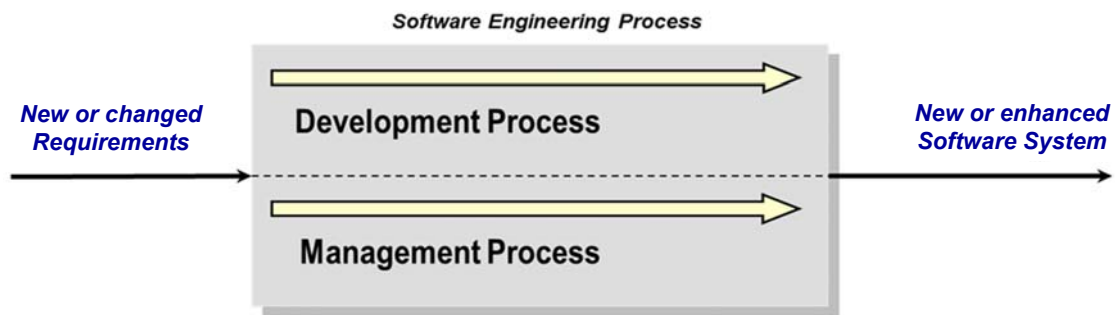 Software Engineering Process
New or changed
Requirements
Development Process
New or enhanced
Software System
Management Process